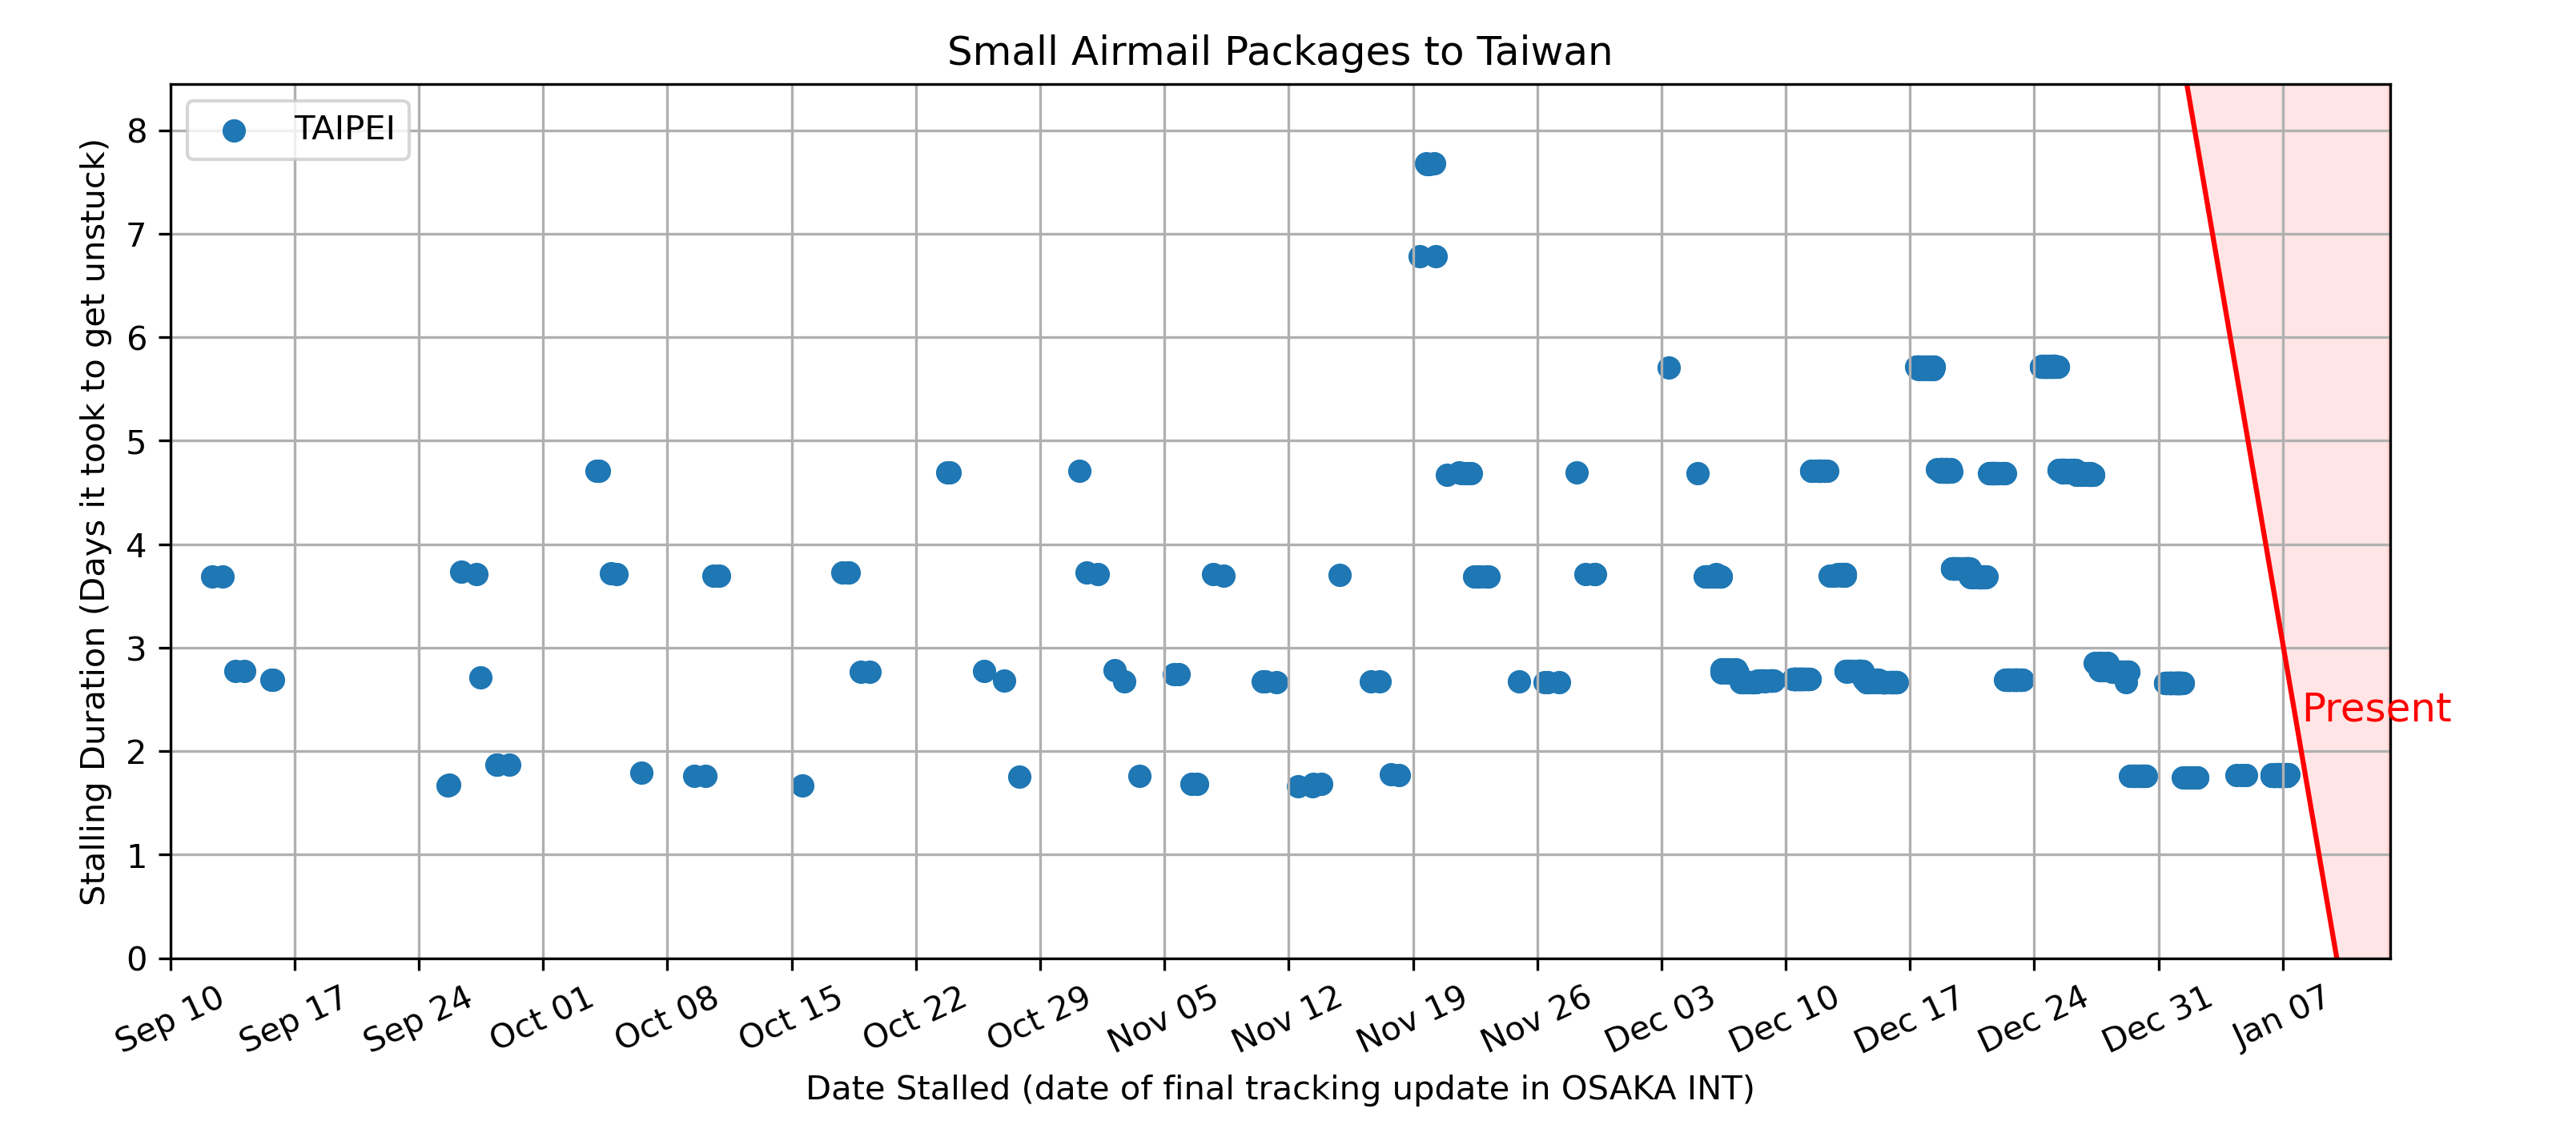 Small Airmail Packages to Taiwan
TAIPEI
Stalling Duration (Days it took to get unstuck)
8
7
6
5
4
3
2
1
0
Present
Sep 10
Sep 17
Sep 24
Oct 01
Oct 08
Oct 15
Oct 22
Oct 29
Nov 05
Nov 12
Nov 19
Nov 26
Dec 03
Dec 10
Dec 17
Dec 24
Dec 31
Jan 07
Date Stalled (date of final tracking update in OSAKA INT)